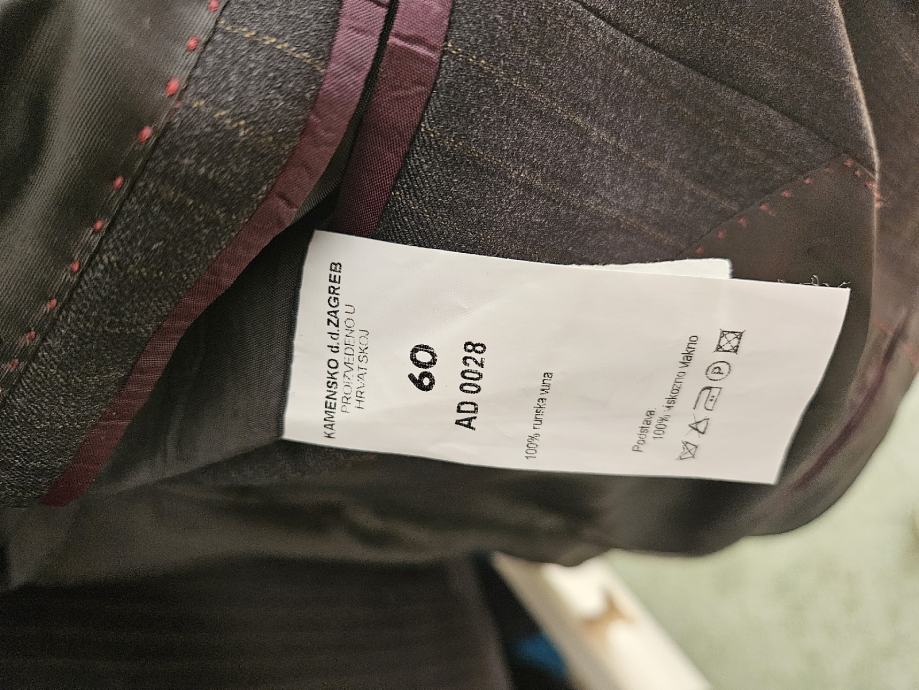 KAMENSKO d.d.ZAGREB
PROIZVEDENO U
HRVATSKOJ
60
AD 0028
100% runska vuna
Podstava
100% viskozno vlakno
P